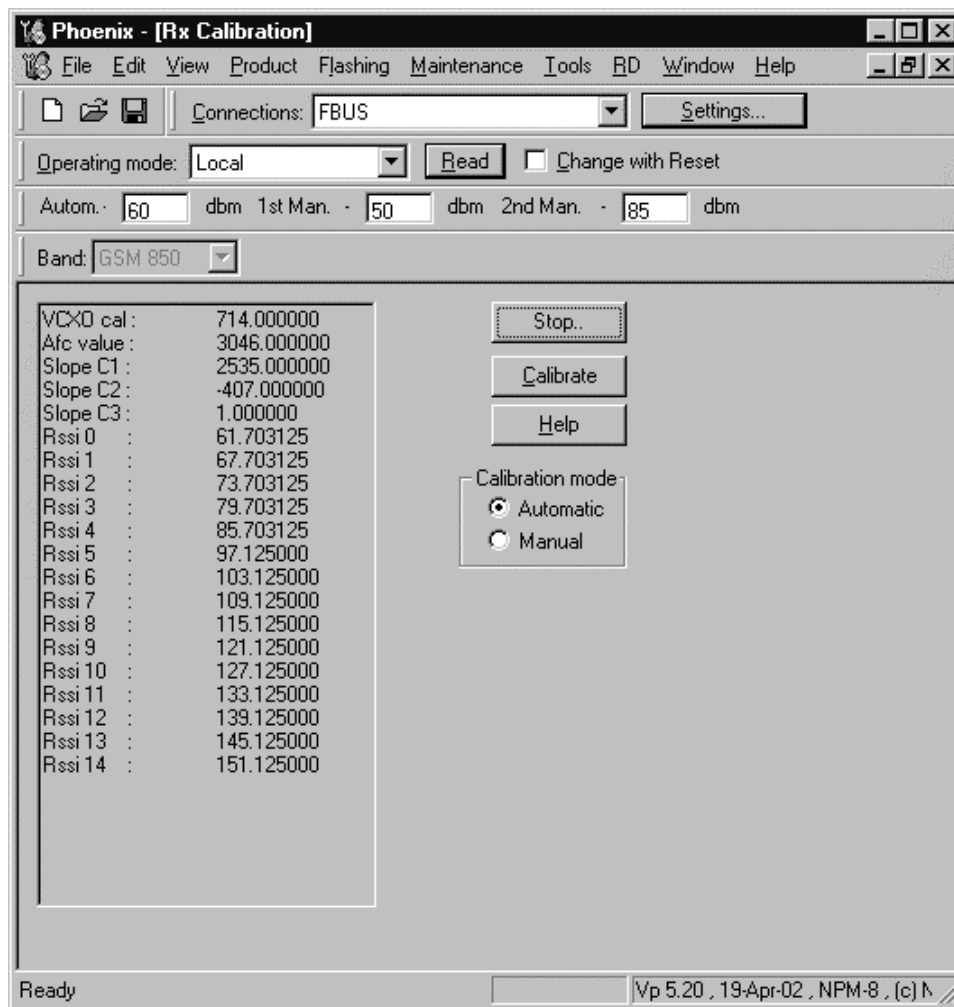 Phoenix - [Rx Calibration]
File Edit View Product Flashing Maintenance Tools RD Window Help
Connections: FBUS Settings...
Operating mode: Local Read Change with Reset
Autom. - 60 dbm 1st Man. - 50 dbm 2nd Man. - 85 dbm
Band: GSM 850
VCXO cal : 714.000000
Afc value : 3046.000000
Slope C1 : 2535.000000
Slope C2 : -407.000000
Slope C3 : 1.000000
Rssi 0 : 61.703125
Rssi 1 : 67.703125
Rssi 2 : 73.703125
Rssi 3 : 79.703125
Rssi 4 : 85.703125
Rssi 5 : 97.125000
Rssi 6 : 103.125000
Rssi 7 : 109.125000
Rssi 8 : 115.125000
Rssi 9 : 121.125000
Rssi 10 : 127.125000
Rssi 11 : 133.125000
Rssi 12 : 139.125000
Rssi 13 : 145.125000
Rssi 14 : 151.125000
Stop..
Calibrate
Help
Calibration mode
Automatic
Manual
Ready Vp 5.20 , 19-Apr-02 , NPM-8 , (c) N